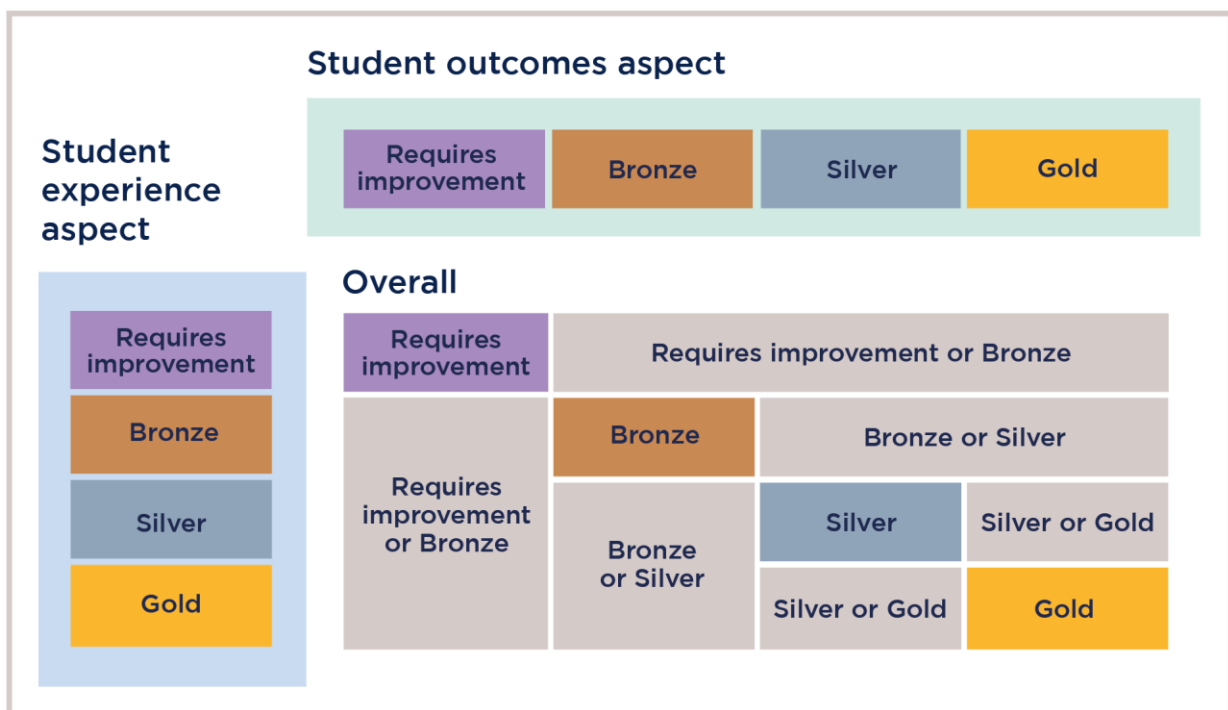 Student outcomes aspect
Requires
improvement
Bronze
Silver
Gold
Student
experience
aspect
Requires
improvement
Bronze
Silver
Gold
Overall
Requires
improvement
Requires improvement or Bronze
Requires
improvement
or Bronze
Bronze
Bronze or Silver
Bronze
or Silver
Silver
Silver or Gold
Silver or Gold
Gold